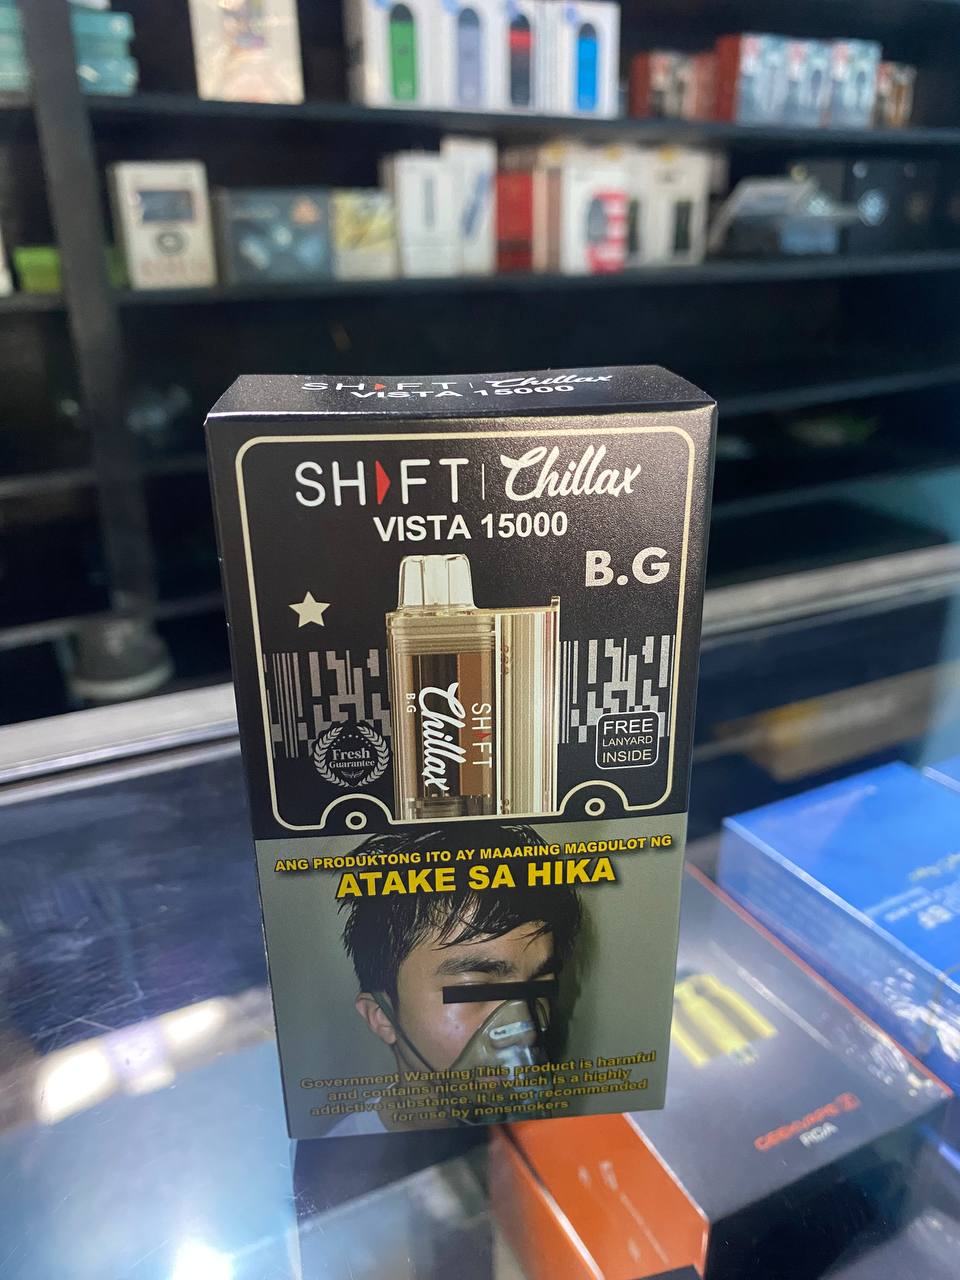 SHIFT | Chillax
VISTA 15000
SHIFT | Chillax
VISTA 15000
B.G
SHIFT
Chillax
B.G
Fresh
Guarantee
FREE
LANYARD
INSIDE
ANG PRODUKTONG ITO AY MAAARING MAGDULOT NG
ATAKE SA HIKA
Government Warning:This product is harmful
and contains nicotine which is a highly
addictive substance. It is not recommended
for use by nonsmokers
GEEKVAPE
RDA